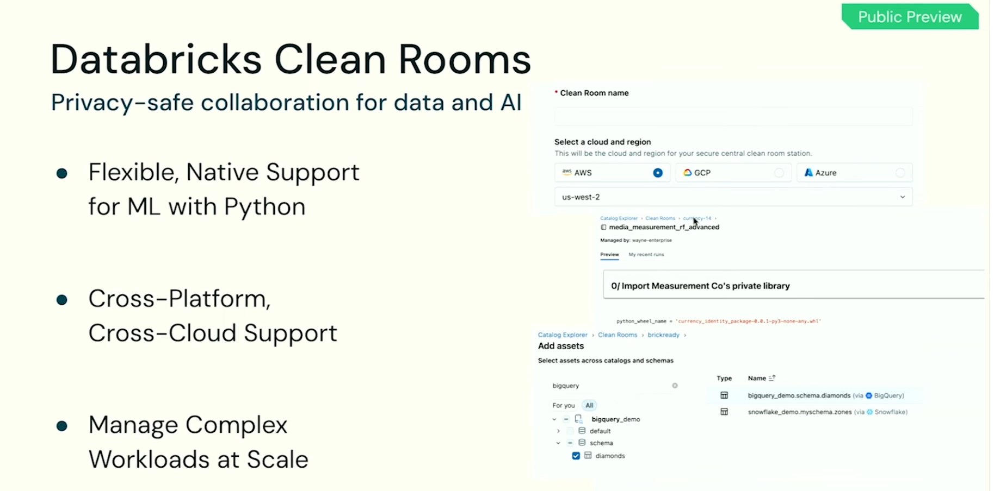 Public Preview
Databricks Clean Rooms
Privacy-safe collaboration for data and AI
Flexible, Native Support
for ML with Python
Cross-Platform,
Cross-Cloud Support
Manage Complex
Workloads at Scale
* Clean Room name
Select a cloud and region
This will be the cloud and region for your secure central clean room station.
aws AWS
GCP
Azure
us-west-2
Catalog Explorer › Clean Rooms › currency-14 ›
media_measurement_rf_advanced
Managed by: wayne-enterprise
Preview My recent runs
0/ Import Measurement Co's private library
python_wheel_name = 'currency_identity_package-0.0.1-py3-none-any.whl'
Catalog Explorer › Clean Rooms › brickready ›
Add assets
Select assets across catalogs and schemas
bigquery
For you All
bigquery_demo
default
schema
diamonds
Type Name
bigquery_demo.schema.diamonds (via BigQuery)
snowflake_demo.myschema.zones (via Snowflake)